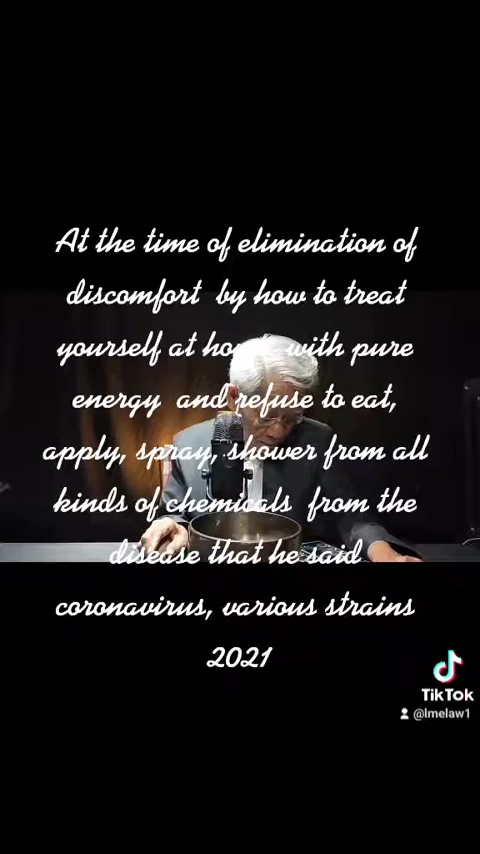 At the time of elimination of
discomfort by how to treat
yourself at home with pure
energy and refuse to eat,
apply, spray, shower from all
kinds of chemicals from the
disease that he said
coronavirus, various strains
2021
TikTok
@lmelaw1